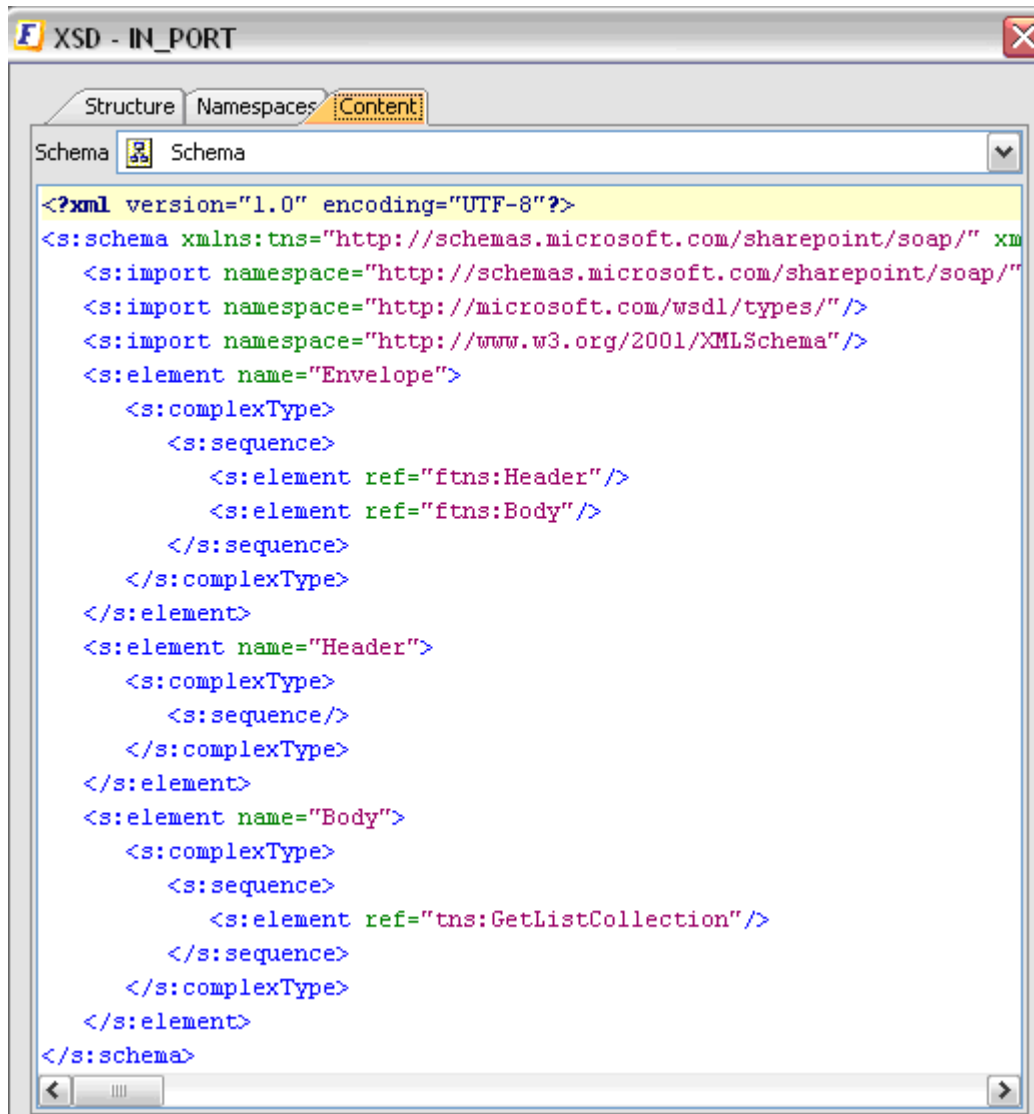 XSD - IN_PORT
Structure Namespaces Content
Schema Schema
<?xml version="1.0" encoding="UTF-8"?>
<s:schema xmlns:tns="http://schemas.microsoft.com/sharepoint/soap/" xm
<s:import namespace="http://schemas.microsoft.com/sharepoint/soap/"
<s:import namespace="http://microsoft.com/wsdl/types/"/>
<s:import namespace="http://www.w3.org/2001/XMLSchema"/>
<s:element name="Envelope">
<s:complexType>
<s:sequence>
<s:element ref="ftns:Header"/>
<s:element ref="ftns:Body"/>
</s:sequence>
</s:complexType>
</s:element>
<s:element name="Header">
<s:complexType>
<s:sequence/>
</s:complexType>
</s:element>
<s:element name="Body">
<s:complexType>
<s:sequence>
<s:element ref="tns:GetListCollection"/>
</s:sequence>
</s:complexType>
</s:element>
</s:schema>